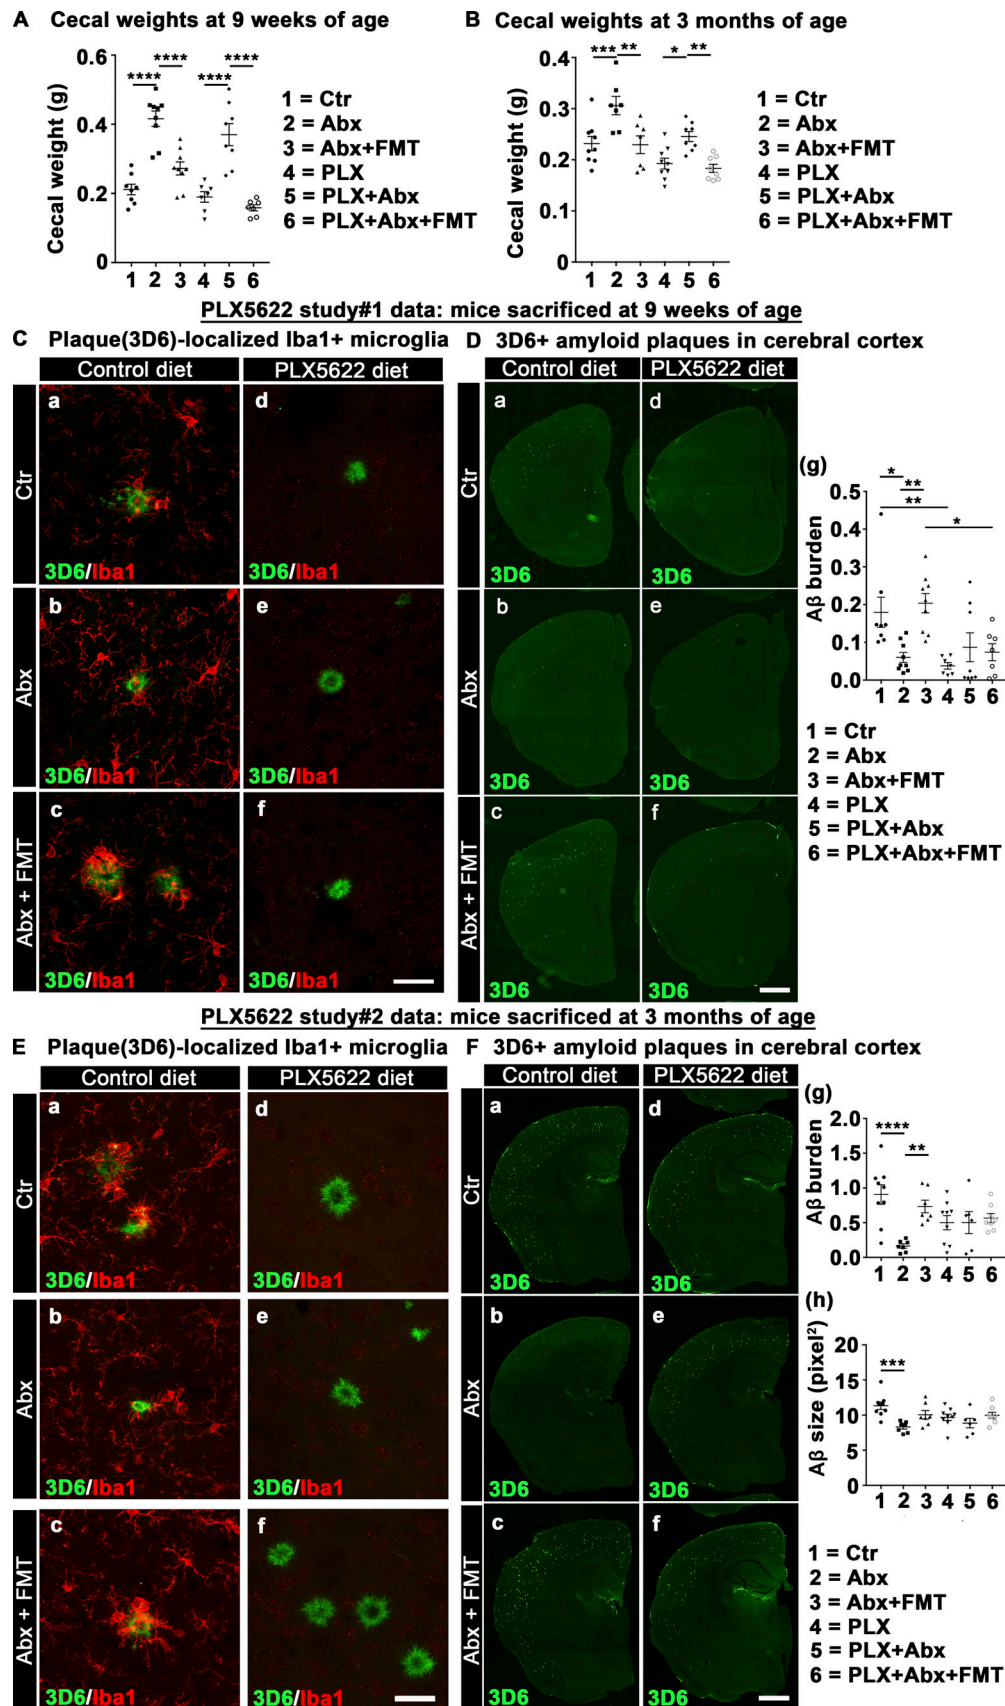 A Cecal weights at 9 weeks of age
**** **** **** ****
Cecal weight (g)
0.6
0.4
0.2
0
1 2 3 4 5 6
1 = Ctr
2 = Abx
3 = Abx+FMT
4 = PLX
5 = PLX+Abx
6 = PLX+Abx+FMT
B Cecal weights at 3 months of age
*** ** * **
Cecal weight (g)
0.4
0.3
0.2
0.1
0
1 2 3 4 5 6
1 = Ctr
2 = Abx
3 = Abx+FMT
4 = PLX
5 = PLX+Abx
6 = PLX+Abx+FMT
PLX5622 study#1 data: mice sacrificed at 9 weeks of age
C Plaque(3D6)-localized Iba1+ microglia
Control diet PLX5622 diet
Ctr
a
3D6/Iba1
d
3D6/Iba1
Abx
b
3D6/Iba1
e
3D6/Iba1
Abx + FMT
c
3D6/Iba1
f
3D6/Iba1
D 3D6+ amyloid plaques in cerebral cortex
Control diet PLX5622 diet
Ctr
a
3D6
d
3D6
Abx
b
3D6
e
3D6
Abx + FMT
c
3D6
f
3D6
(g)
*
**
**
*
Aβ burden
0.5
0.4
0.3
0.2
0.1
0.0
1 2 3 4 5 6
1 = Ctr
2 = Abx
3 = Abx+FMT
4 = PLX
5 = PLX+Abx
6 = PLX+Abx+FMT
PLX5622 study#2 data: mice sacrificed at 3 months of age
E Plaque(3D6)-localized Iba1+ microglia
Control diet PLX5622 diet
Ctr
a
3D6/Iba1
d
3D6/Iba1
Abx
b
3D6/Iba1
e
3D6/Iba1
Abx + FMT
c
3D6/Iba1
f
3D6/Iba1
F 3D6+ amyloid plaques in cerebral cortex
Control diet PLX5622 diet
Ctr
a
3D6
d
3D6
Abx
b
3D6
e
3D6
Abx + FMT
c
3D6
f
3D6
(g)
****
**
Aβ burden
2.0
1.5
1.0
0.5
0.0
1 2 3 4 5 6
(h)
***
Aβ size (pixel²)
20
15
10
5
0
1 2 3 4 5 6
1 = Ctr
2 = Abx
3 = Abx+FMT
4 = PLX
5 = PLX+Abx
6 = PLX+Abx+FMT